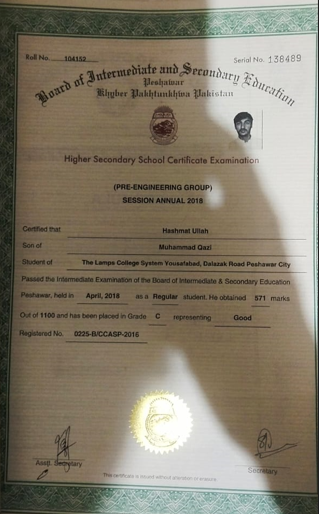 Roll No. 104152
Serial No. 138489
Board of Intermediate and Secondary Education
Peshawar
Khyber Pakhtunkhwa Pakistan
Higher Secondary School Certificate Examination
(PRE-ENGINEERING GROUP)
SESSION ANNUAL 2018
Certified that Hashmat Ullah
Son of Muhammad Qazi
Student of The Lamps College System Yousafabad, Dalazak Road Peshawar City
Passed the Intermediate Examination of the Board of Intermediate & Secondary Education
Peshawar, held in April, 2018 as a Regular student. He obtained 571 marks
Out of 1100 and has been placed in Grade C representing Good
Registered No. 0225-B/CCASP-2016
Asstt. Secretary
Secretary
This certificate is issued without alteration or erasure